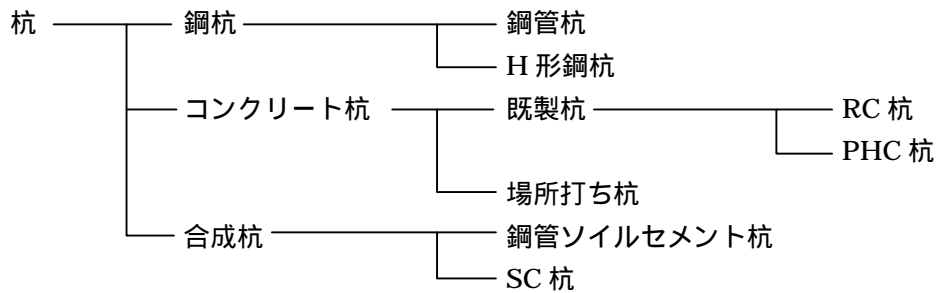 杭 鋼杭 鋼管杭
H 形鋼杭
コンクリート杭 既製杭 RC 杭
PHC 杭
場所打ち杭
合成杭 鋼管ソイルセメント杭
SC 杭